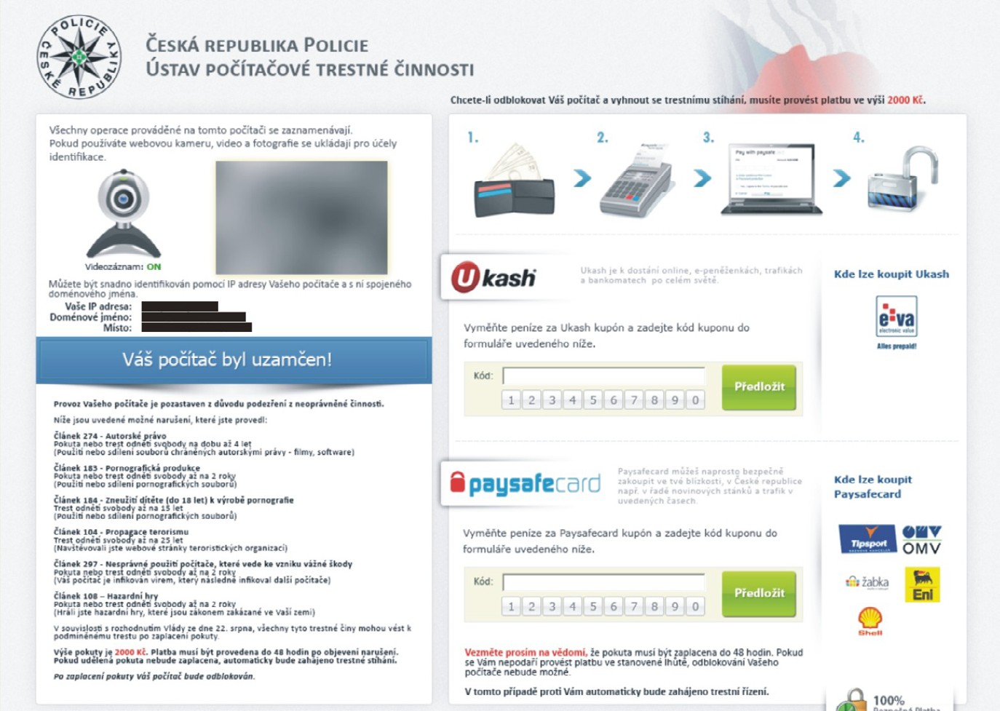 POLICIE ČESKÉ REPUBLIKY
ČESKÁ REPUBLIKA POLICIE
ÚSTAV POČÍTAČOVÉ TRESTNÉ ČINNOSTI
Chcete-li odblokovat Váš počítač a vyhnout se trestnímu stíhání, musíte provést platbu ve výši 2000 Kč.
Všechny operace prováděné na tomto počítači se zaznamenávají.
Pokud používáte webovou kameru, video a fotografie se ukládají pro účely
identifikace.
Videozáznam: ON
Můžete být snadno identifikován pomocí IP adresy Vašeho počítače a s ní spojeného
doménového jména.
Vaše IP adresa:
Doménové jméno:
Místo:
Váš počítač byl uzamčen!
Provoz Vašeho počítače je pozastaven z důvodu podezření z neoprávněné činnosti.
Níže jsou uvedené možné narušení, které jste provedl:
Článek 274 - Autorské právo
Pokuta nebo trest odnětí svobody na dobu až 4 let
(Použití nebo sdílení souborů chráněných autorskými právy - filmy, software)
Článek 183 - Pornografická produkce
Pokuta nebo trest odnětí svobody až na 2 roky
(Použití nebo sdílení pornografických souborů)
Článek 184 - Zneužití dítěte (do 18 let) k výrobě pornografie
Trest odnětí svobody až na 15 let
(Použití nebo sdílení pornografických souborů)
Článek 104 - Propagace terorismu
Trest odnětí svobody až na 25 let
(Navštěvovali jste webové stránky teroristických organizací)
Článek 297 - Nesprávné použití počítače, které vede ke vzniku vážné škody
Pokuta nebo trest odnětí svobody až na 2 roky
(Váš počítač je infikován virem, který následně infikoval další počítače)
Článek 108 – Hazardní hry
Pokuta nebo trest odnětí svobody až na 2 roky
(Hráli jste hazardní hry, které jsou zákonem zakázané ve Vaší zemi)
V souvislosti s rozhodnutím Vlády ze dne 22. srpna, všechny tyto trestné činy mohou vést k
podmíněnému trestu po zaplacení pokuty.
Výše pokuty je 2000 Kč. Platba musí být provedena do 48 hodin po objevení narušení.
Pokud udělená pokuta nebude zaplacena, automaticky bude zahájeno trestné stíhání.
Po zaplacení pokuty Váš počítač bude odblokován.
1. 2. 3. 4.
Pay with paysafe
Ukash
Ukash je k dostání online, e-peněženkách, trafikách
a bankomatech po celém světě.
Vyměňte peníze za Ukash kupón a zadejte kód kuponu do
formuláře uvedeného níže.
Kód:
1 2 3 4 5 6 7 8 9 0
Předložit
Kde lze koupit Ukash
e·va
electronic value
Alles prepaid!
paysafecard
Paysafecard můžeš naprosto bezpečně
zakoupit ve tvé blízkosti, v České republice
např. v řadě novinových stánků a trafik v
uvedených časech.
Vyměňte peníze za Paysafecard kupón a zadejte kód kuponu do
formuláře uvedeného níže.
Kód:
1 2 3 4 5 6 7 8 9 0
Předložit
Kde lze koupit
Paysafecard
Tipsport
OMV
OMV
žabka
Eni
Shell
Vezměte prosím na vědomí, že pokuta musí být zaplacena do 48 hodin. Pokud
se Vám nepodaří provést platbu ve stanovené lhůtě, odblokování Vašeho
počítače nebude možné.
V tomto případě proti Vám automaticky bude zahájeno trestní řízení.
100%
Bezpečná Platba